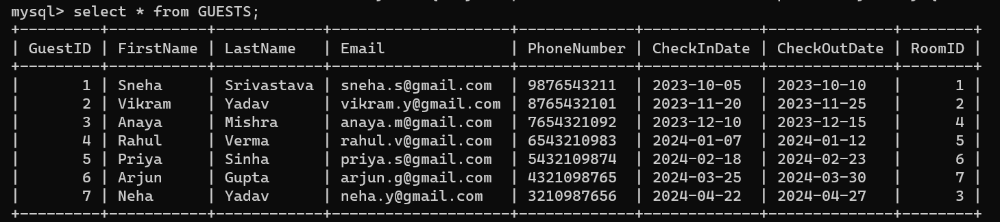 mysql> select * from GUESTS;
+---------+-----------+------------+--------------------+-------------+-------------+--------------+--------+
| GuestID | FirstName | LastName   | Email              | PhoneNumber | CheckInDate | CheckOutDate | RoomID |
+---------+-----------+------------+--------------------+-------------+-------------+--------------+--------+
|       1 | Sneha     | Srivastava | sneha.s@gmail.com  | 9876543211  | 2023-10-05  | 2023-10-10   |      1 |
|       2 | Vikram    | Yadav      | vikram.y@gmail.com | 8765432101  | 2023-11-20  | 2023-11-25   |      2 |
|       3 | Anaya     | Mishra     | anaya.m@gmail.com  | 7654321092  | 2023-12-10  | 2023-12-15   |      4 |
|       4 | Rahul     | Verma      | rahul.v@gmail.com  | 6543210983  | 2024-01-07  | 2024-01-12   |      5 |
|       5 | Priya     | Sinha      | priya.s@gmail.com  | 5432109874  | 2024-02-18  | 2024-02-23   |      6 |
|       6 | Arjun     | Gupta      | arjun.g@gmail.com  | 4321098765  | 2024-03-25  | 2024-03-30   |      7 |
|       7 | Neha      | Yadav      | neha.y@gmail.com   | 3210987656  | 2024-04-22  | 2024-04-27   |      3 |
+---------+-----------+------------+--------------------+-------------+-------------+--------------+--------+